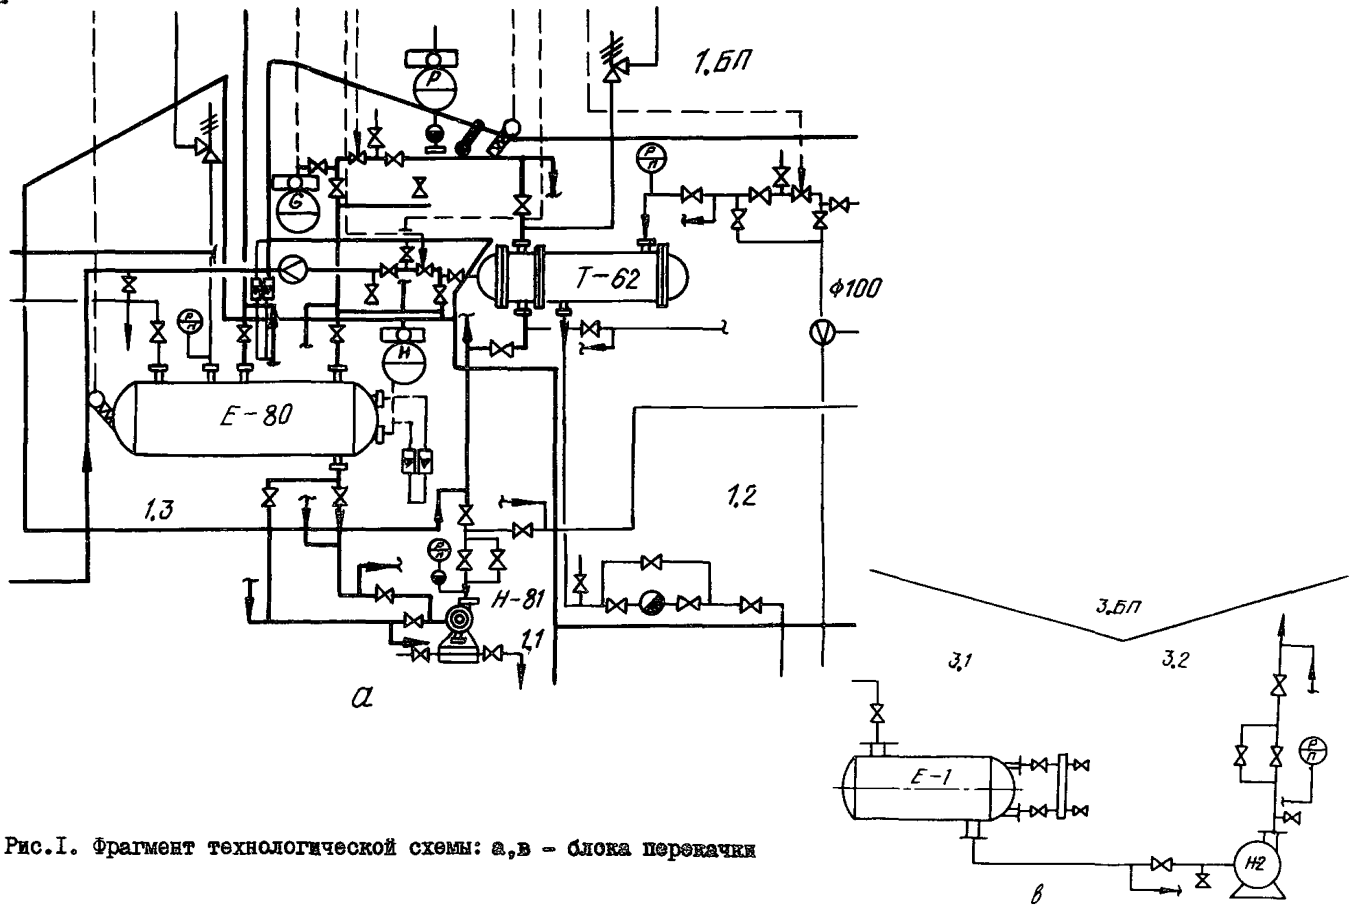 1.БП
P
G
P
П
T-62
ф100
P
П
H
E-80
1.3
1.2
P
П
H-81
1.1
а
3.БП
3.1
3.2
E-1
P
П
H2
в
Рис.I. Фрагмент технологической схемы: а,в - блока перекачки